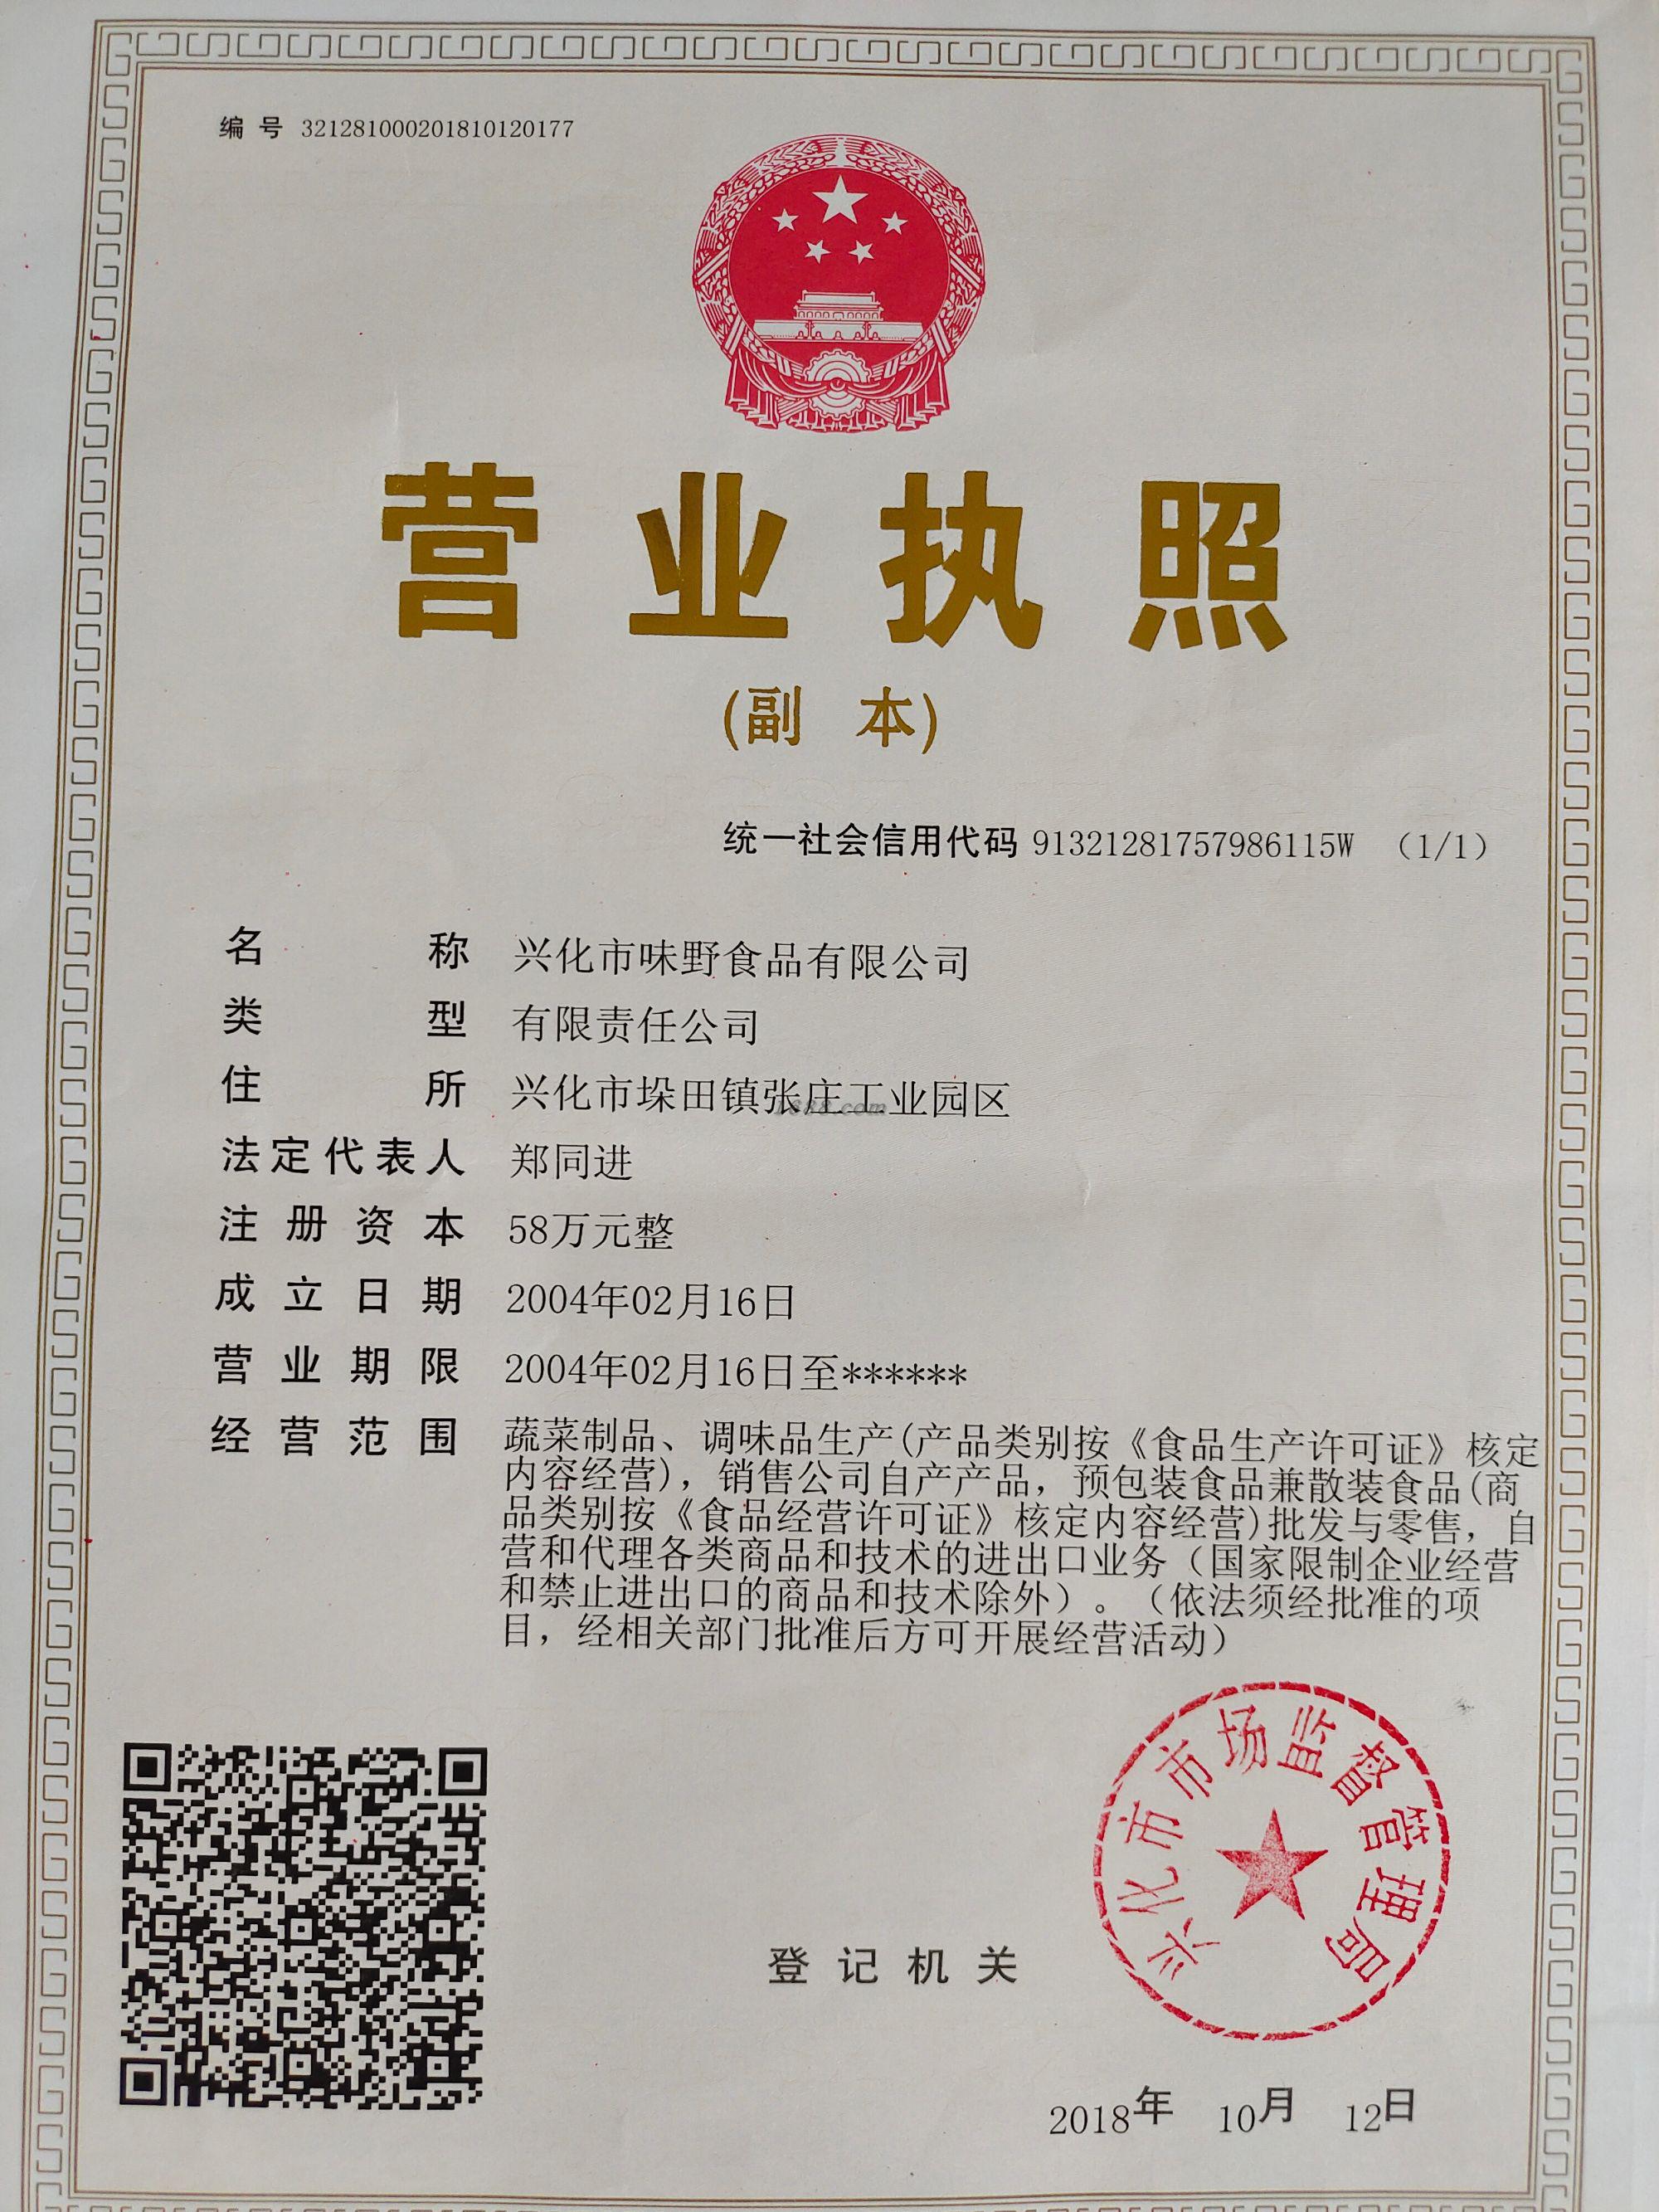 编 号 321281000201810120177
营业执照
(副 本)
统一社会信用代码 91321281757986115W （1/1）
名 称 兴化市味野食品有限公司
类 型 有限责任公司
住 所 兴化市垛田镇张庄工业园区
1688.com
法定代表人 郑同进
注册资本 58万元整
成立日期 2004年02月16日
营业期限 2004年02月16日至******
经营范围 蔬菜制品、调味品生产(产品类别按《食品生产许可证》核定
内容经营)，销售公司自产产品，预包装食品兼散装食品(商
品类别按《食品经营许可证》核定内容经营)批发与零售，自
营和代理各类商品和技术的进出口业务（国家限制企业经营
和禁止进出口的商品和技术除外）。（依法须经批准的项
目，经相关部门批准后方可开展经营活动）
兴化市市场监督管理局
登记机关
2018年 10月 12日